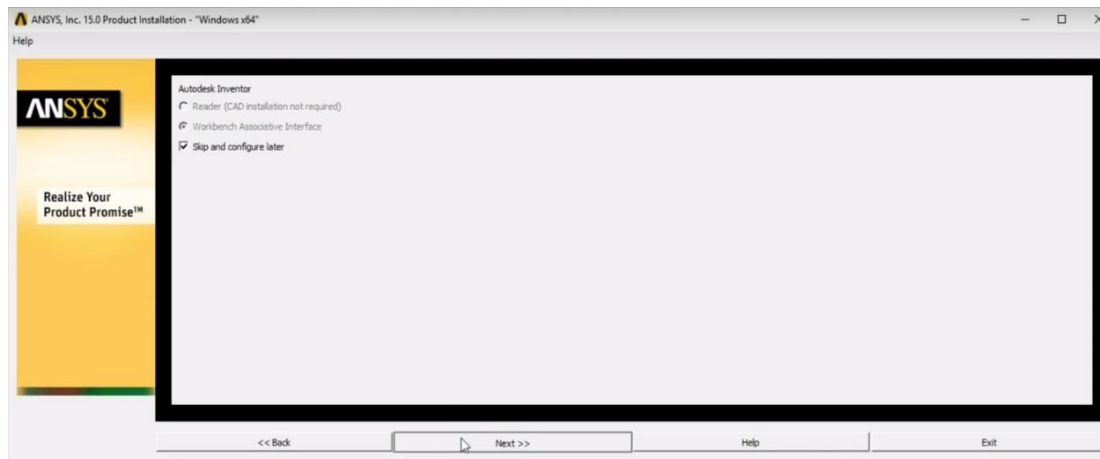 ANSYS, Inc. 15.0 Product Installation - "Windows x64"
Help
ANSYS
Realize Your
Product Promise™
Autodesk Inventor
Reader (CAD installation not required)
Workbench Associative Interface
Skip and configure later
<< Back
Next >>
Help
Exit